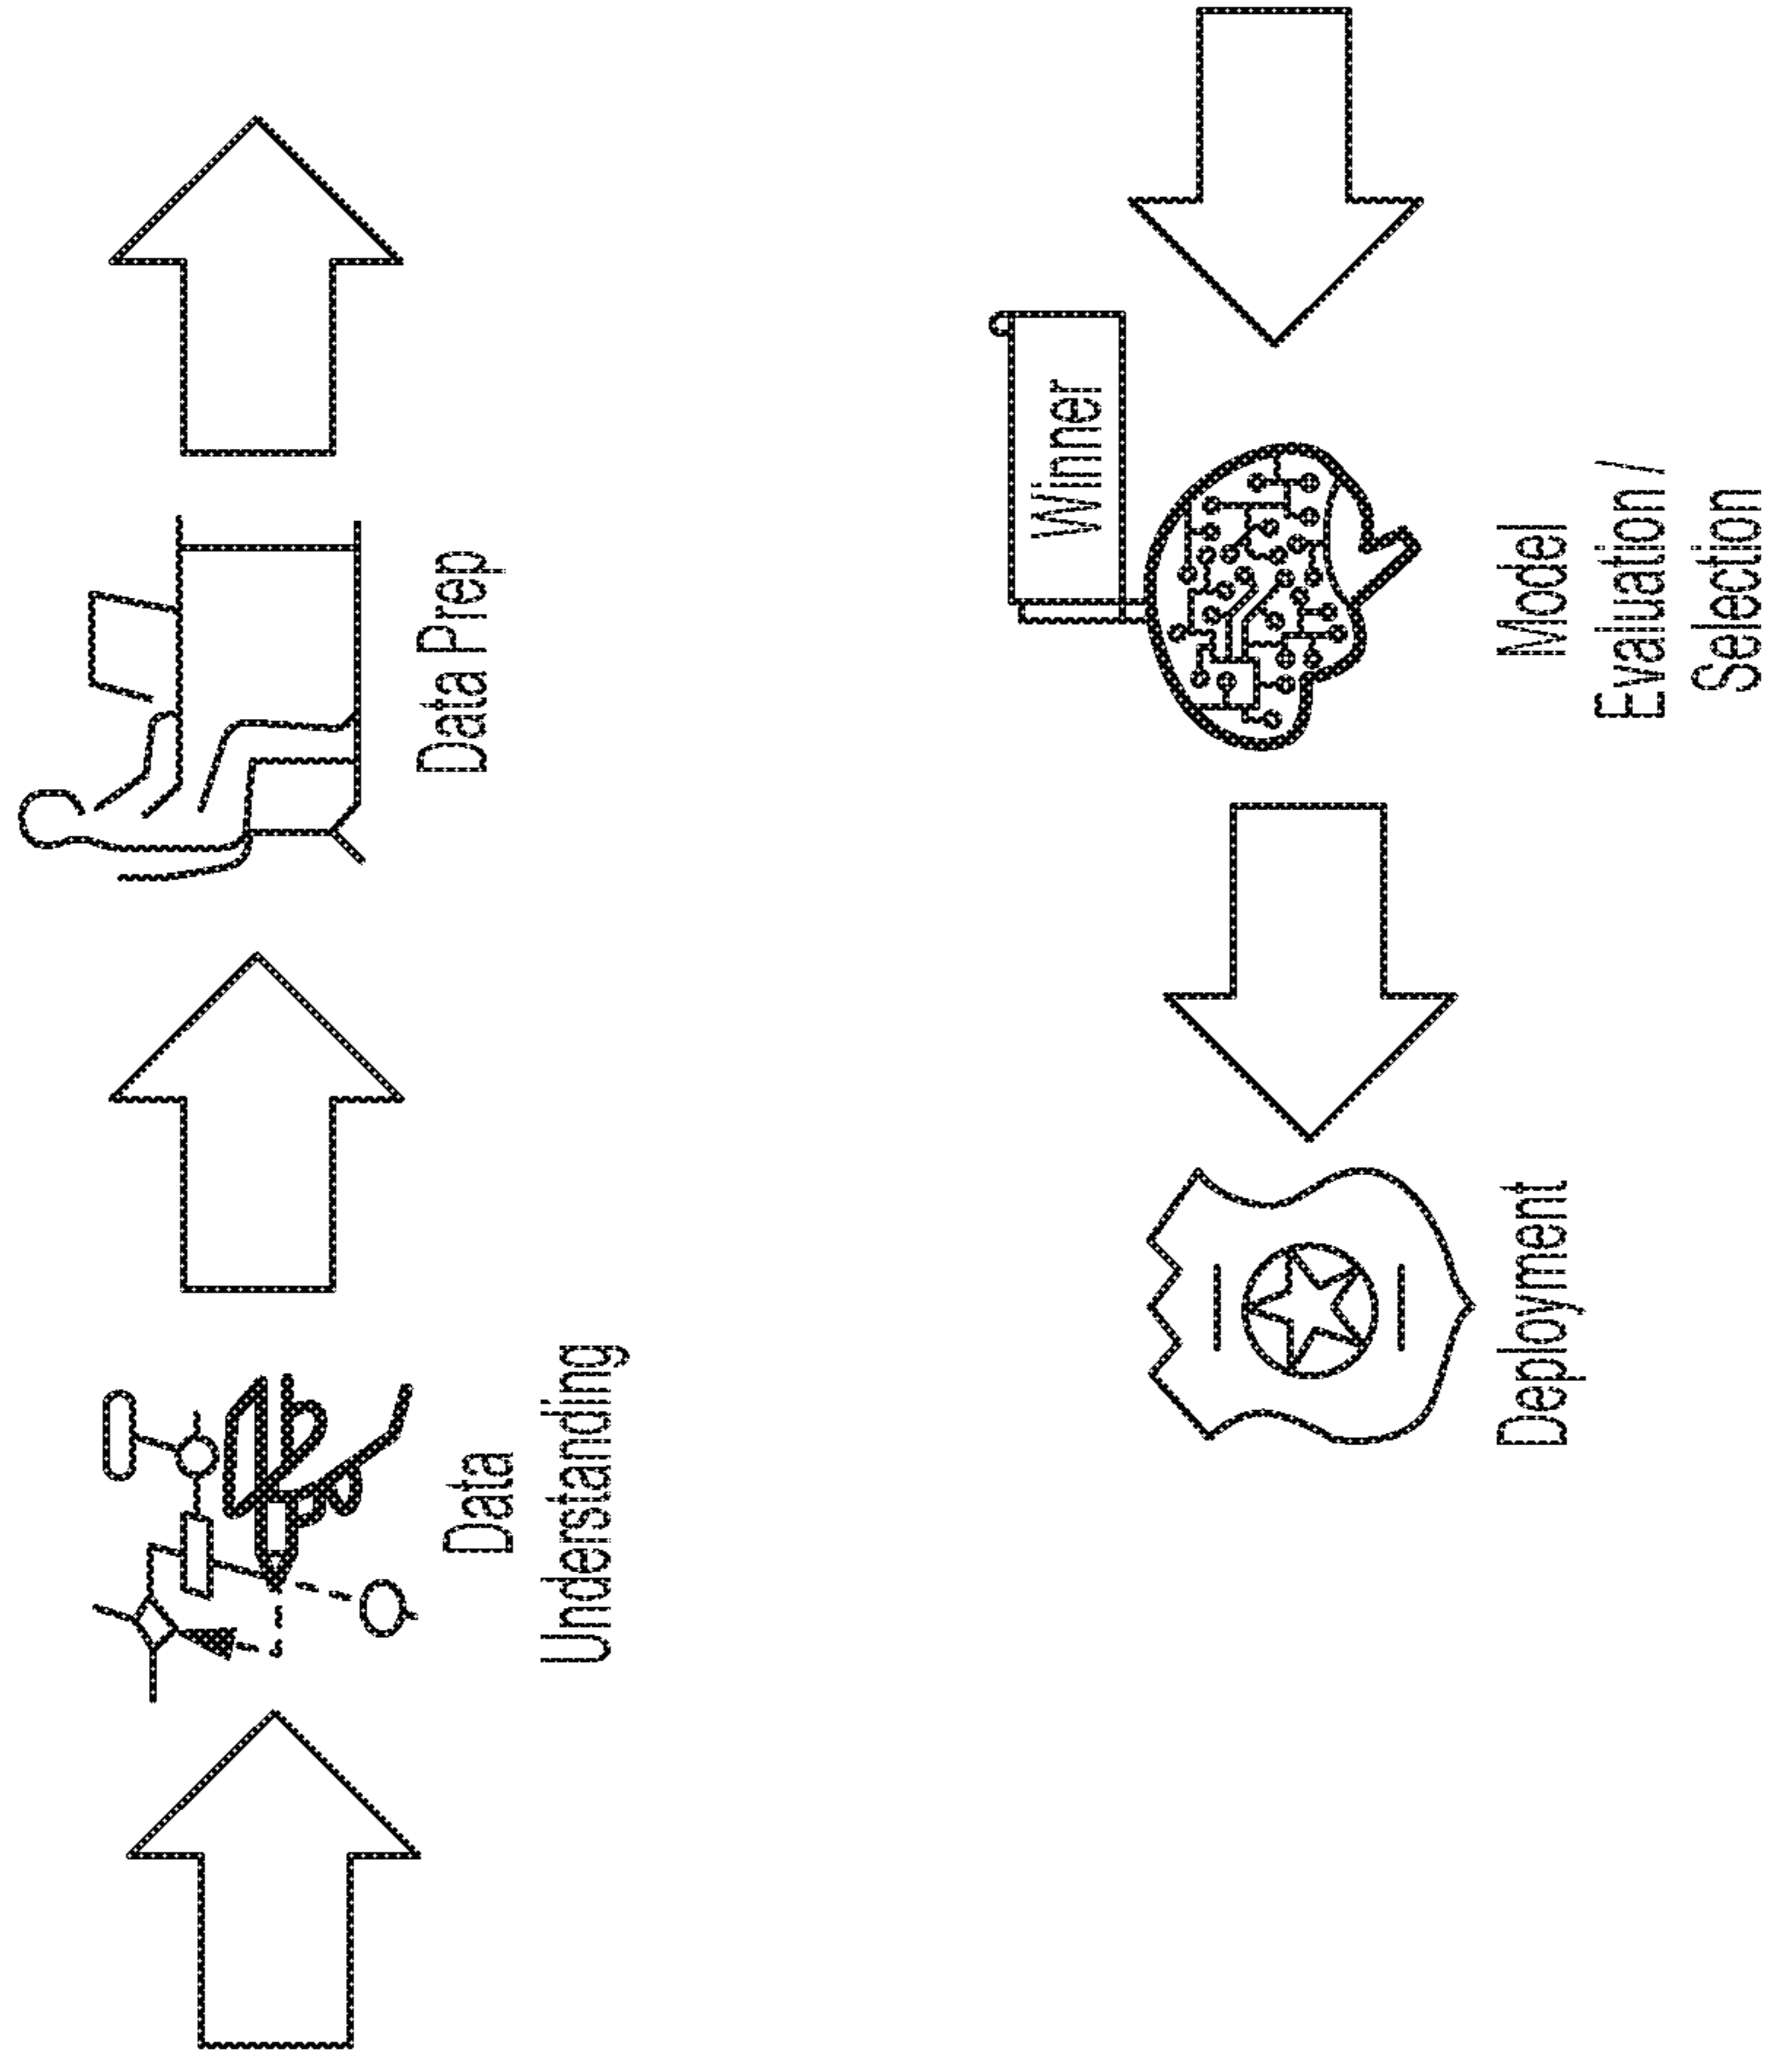 Data
Understanding
Data Prep
Winner
Model
Evaluation /
Selection
Deployment